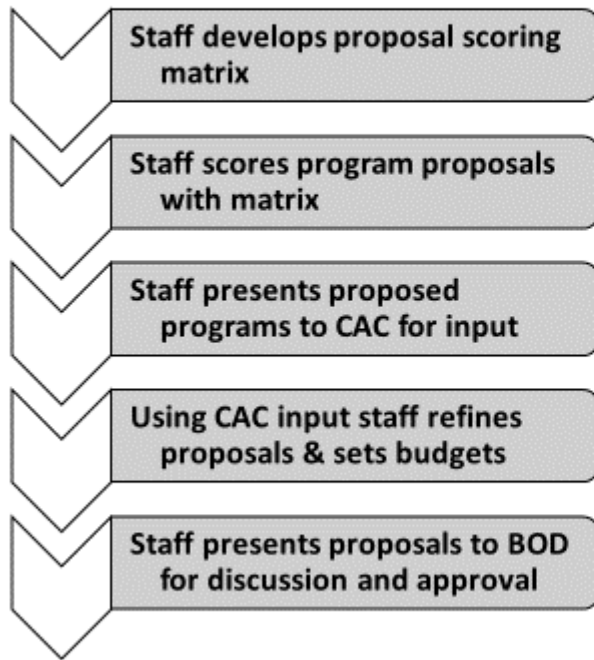 Staff develops proposal scoring
matrix
Staff scores program proposals
with matrix
Staff presents proposed
programs to CAC for input
Using CAC input staff refines
proposals & sets budgets
Staff presents proposals to BOD
for discussion and approval